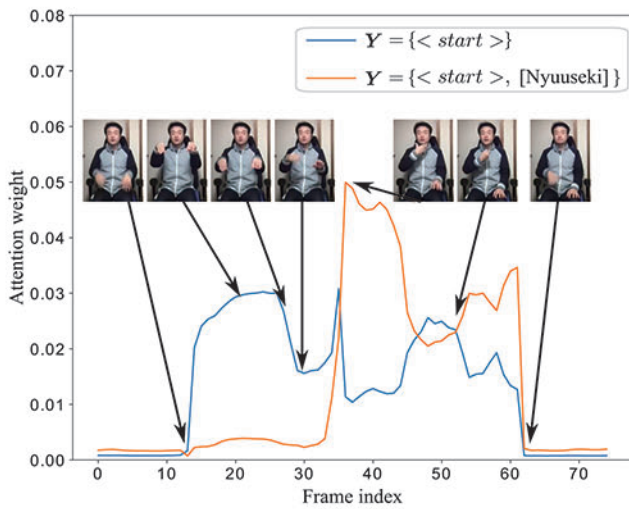 Y = {< start >}
Y = {< start >, [Nyuuseki]}
Attention weight
0.08
0.07
0.06
0.05
0.04
0.03
0.02
0.01
0.00
0 10 20 30 40 50 60 70
Frame index